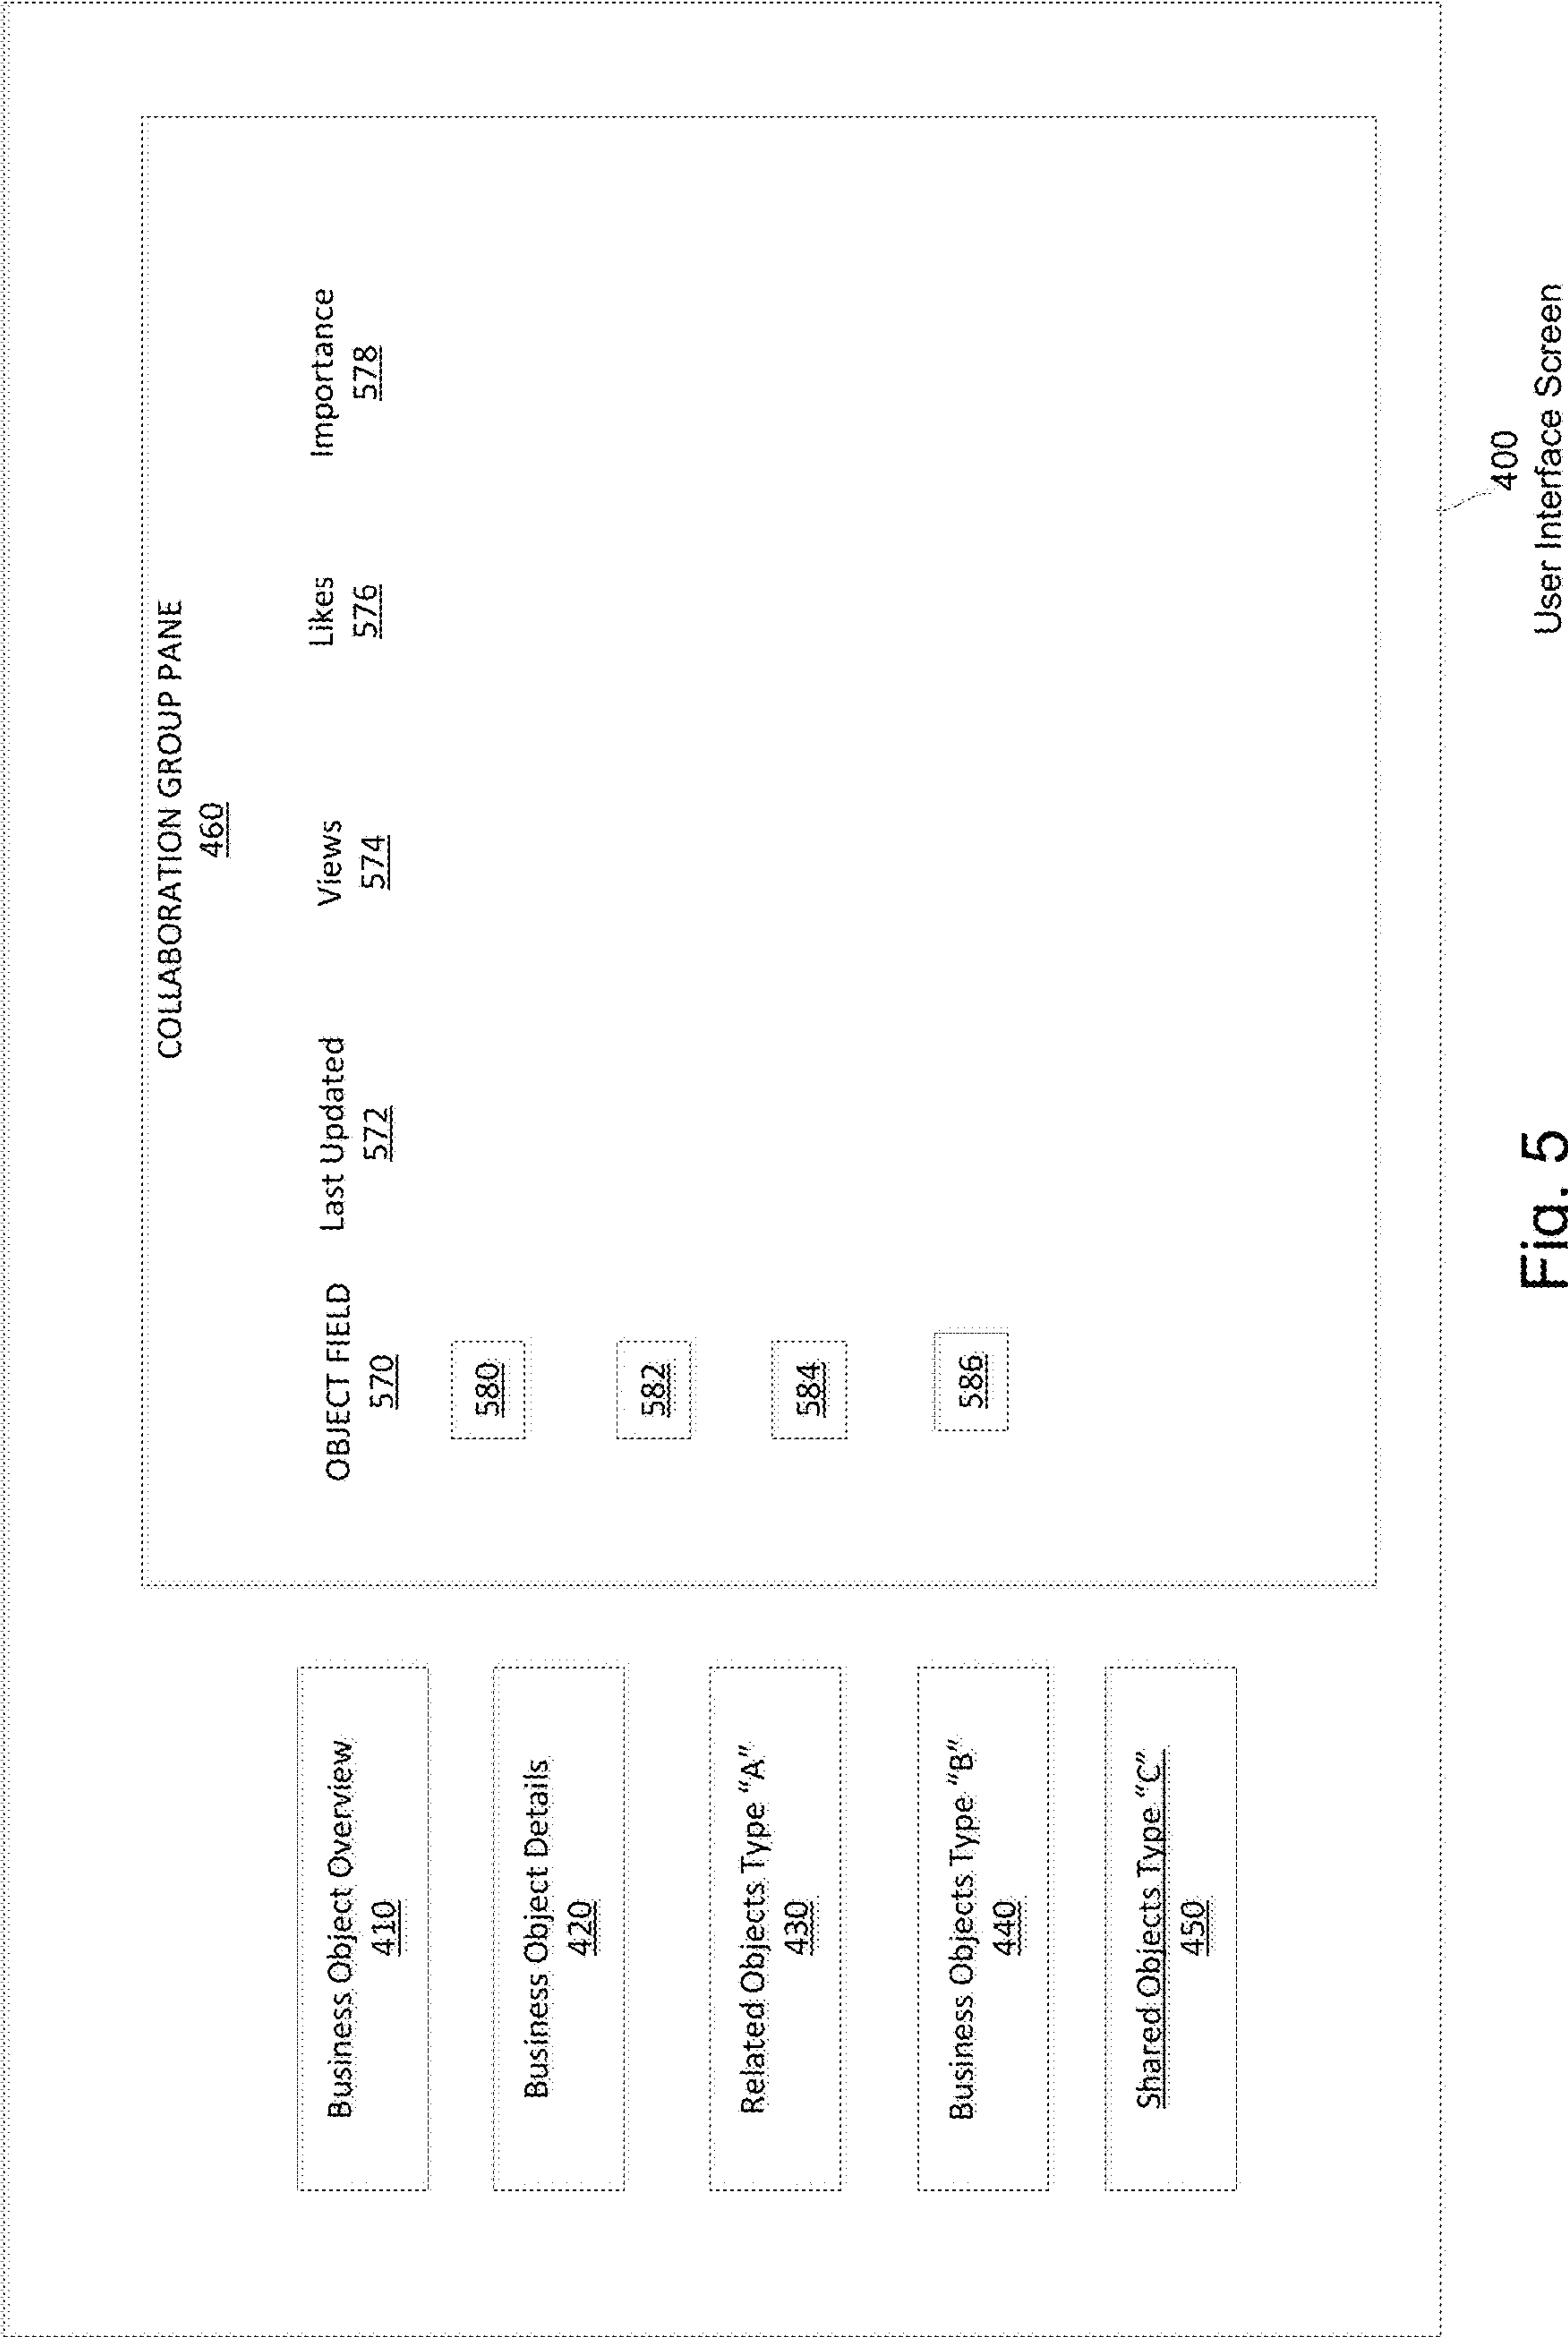 COLLABORATION GROUP PANE
460
OBJECT FIELD
570
Last Updated
572
Views
574
Likes
576
Importance
578
580
582
584
586
Business Object Overview
410
Business Object Details
420
Related Objects Type “A”
430
Business Objects Type “B”
440
Shared Objects Type “C”
450
400
User Interface Screen
Fig. 5